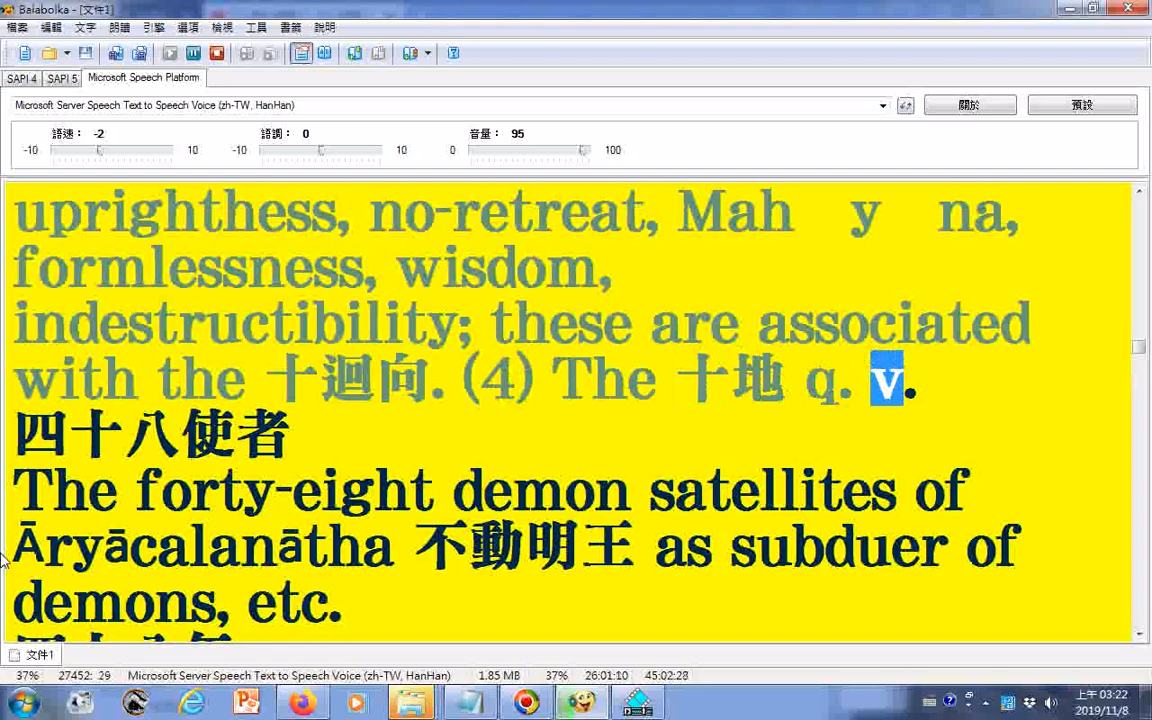 Balabolka - [文件1]
檔案 編輯 文字 朗讀 引擎 選項 檢視 工具 書籤 說明
SAPI 4 SAPI 5 Microsoft Speech Platform
Microsoft Server Speech Text to Speech Voice (zh-TW, HanHan) 關於 預設
語速： -2 語調： 0 音量： 95
-10 10 -10 10 0 100
uprighthess, no-retreat, Mah y na,
formlessness, wisdom,
indestructibility; these are associated
with the 十迴向. (4) The 十地 q. v.
四十八使者
The forty-eight demon satellites of
Āryācalanātha 不動明王 as subduer of
demons, etc.
四十八年
文件1
37% 27452: 29 Microsoft Server Speech Text to Speech Voice (zh-TW, HanHan) 1.85 MB 37% 26:01:10 45:02:28
上午 03:22
2019/11/8